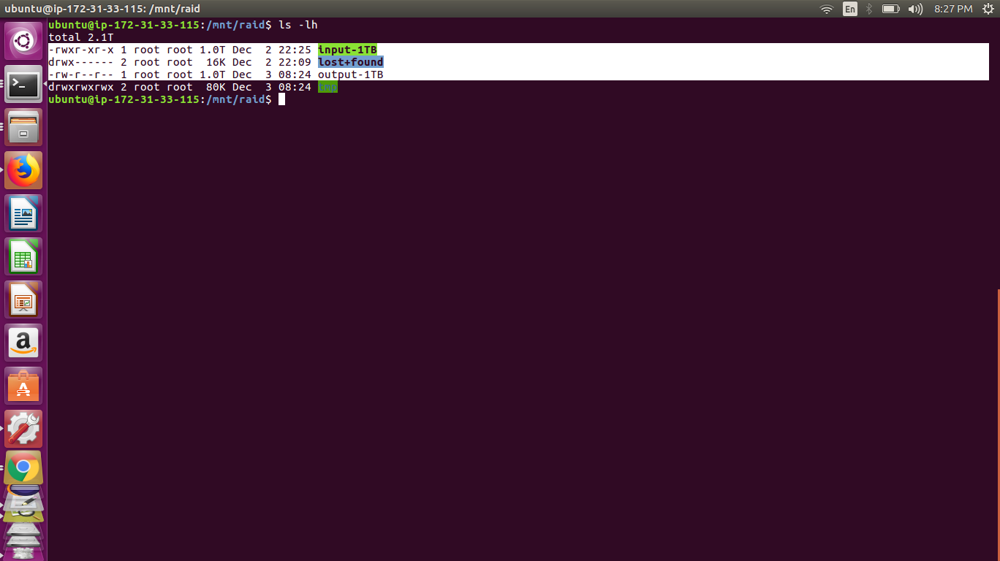 ubuntu@ip-172-31-33-115: /mnt/raid
En
8:27 PM
ubuntu@ip-172-31-33-115:/mnt/raid$ ls -lh
total 2.1T
-rwxr-xr-x 1 root root 1.0T Dec  2 22:25 input-1TB
drwx------ 2 root root  16K Dec  2 22:09 lost+found
-rw-r--r-- 1 root root 1.0T Dec  3 08:24 output-1TB
drwxrwxrwx 2 root root  80K Dec  3 08:24 tmp
ubuntu@ip-172-31-33-115:/mnt/raid$